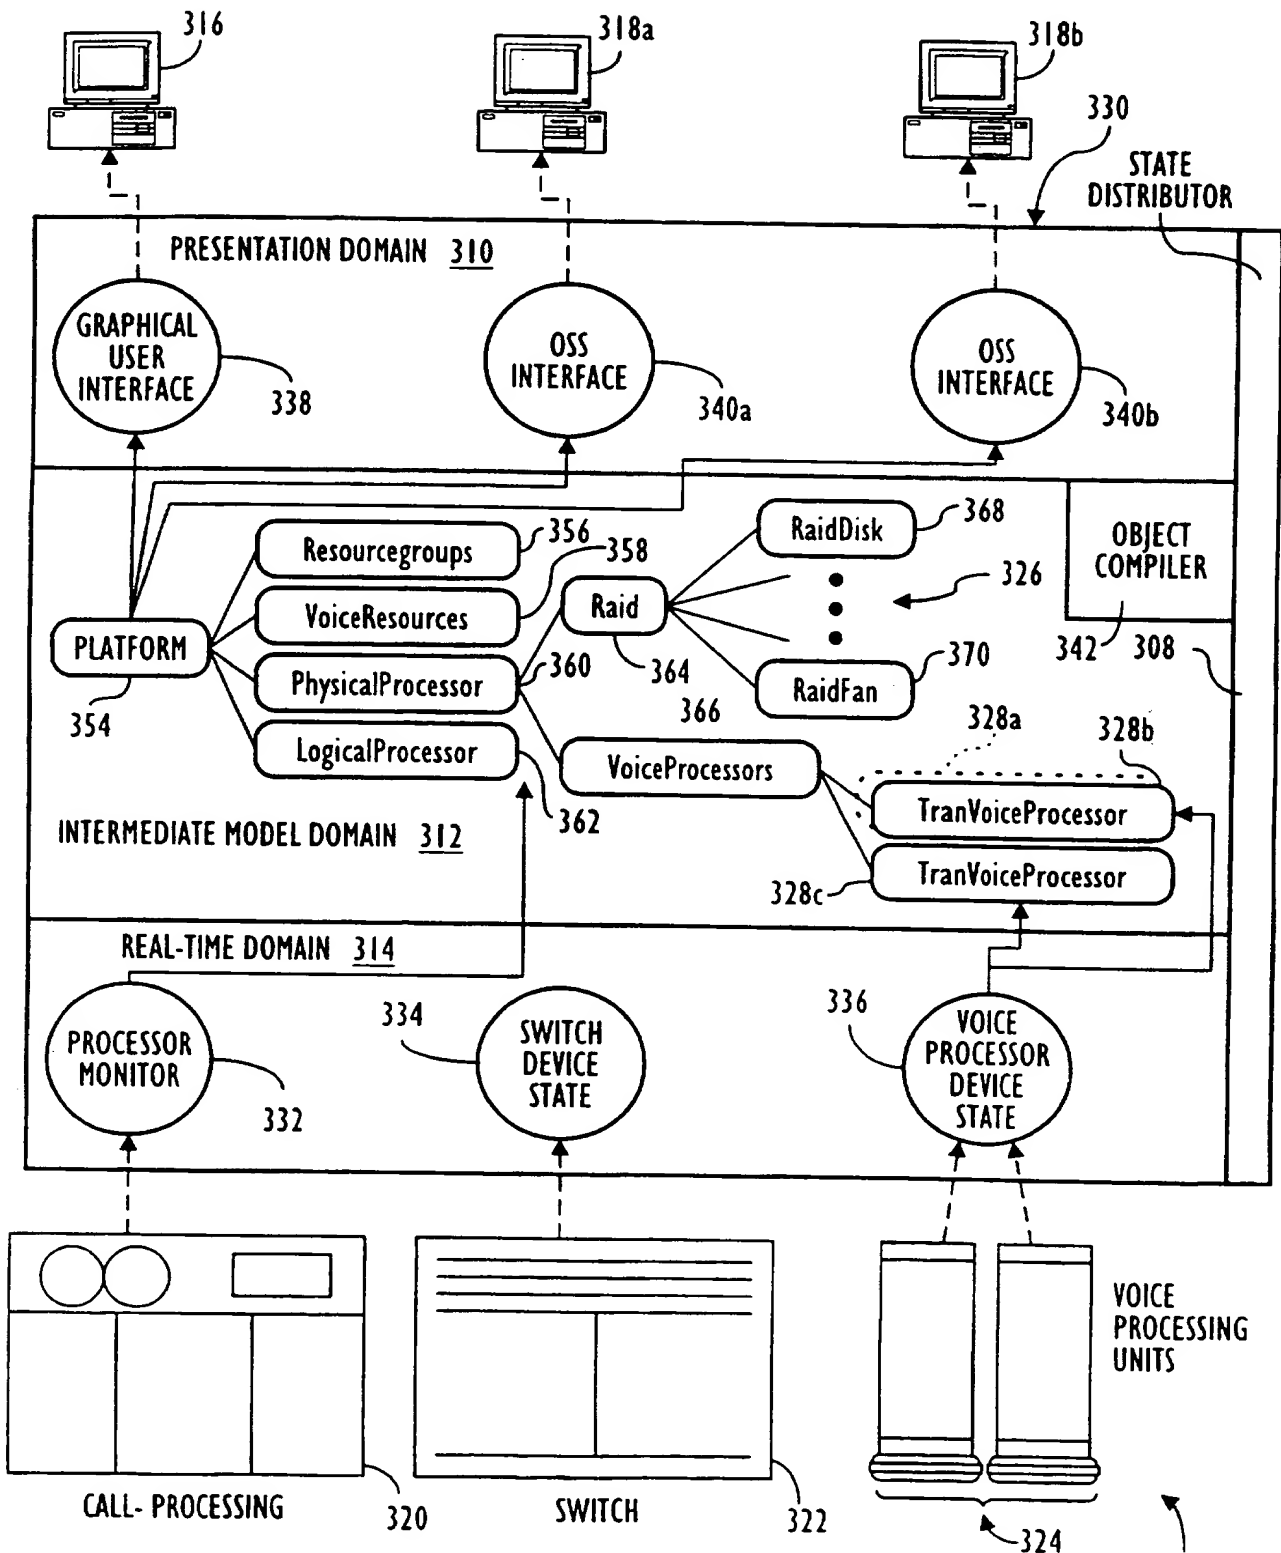 316
318a
318b
330
STATE
DISTRIBUTOR
PRESENTATION DOMAIN 310
GRAPHICAL
USER
INTERFACE
338
OSS
INTERFACE
340a
OSS
INTERFACE
340b
Resourcegroups
356
358
RaidDisk
368
OBJECT
COMPILER
326
VoiceResources
Raid
PLATFORM
354
PhysicalProcessor
360
364
366
RaidFan
370
342
308
328a
328b
LogicalProcessor
362
VoiceProcessors
TranVoiceProcessor
INTERMEDIATE MODEL DOMAIN 312
328c
TranVoiceProcessor
REAL-TIME DOMAIN 314
334
336
PROCESSOR
MONITOR
332
SWITCH
DEVICE
STATE
VOICE
PROCESSOR
DEVICE
STATE
VOICE
PROCESSING
UNITS
CALL- PROCESSING
320
SWITCH
322
324